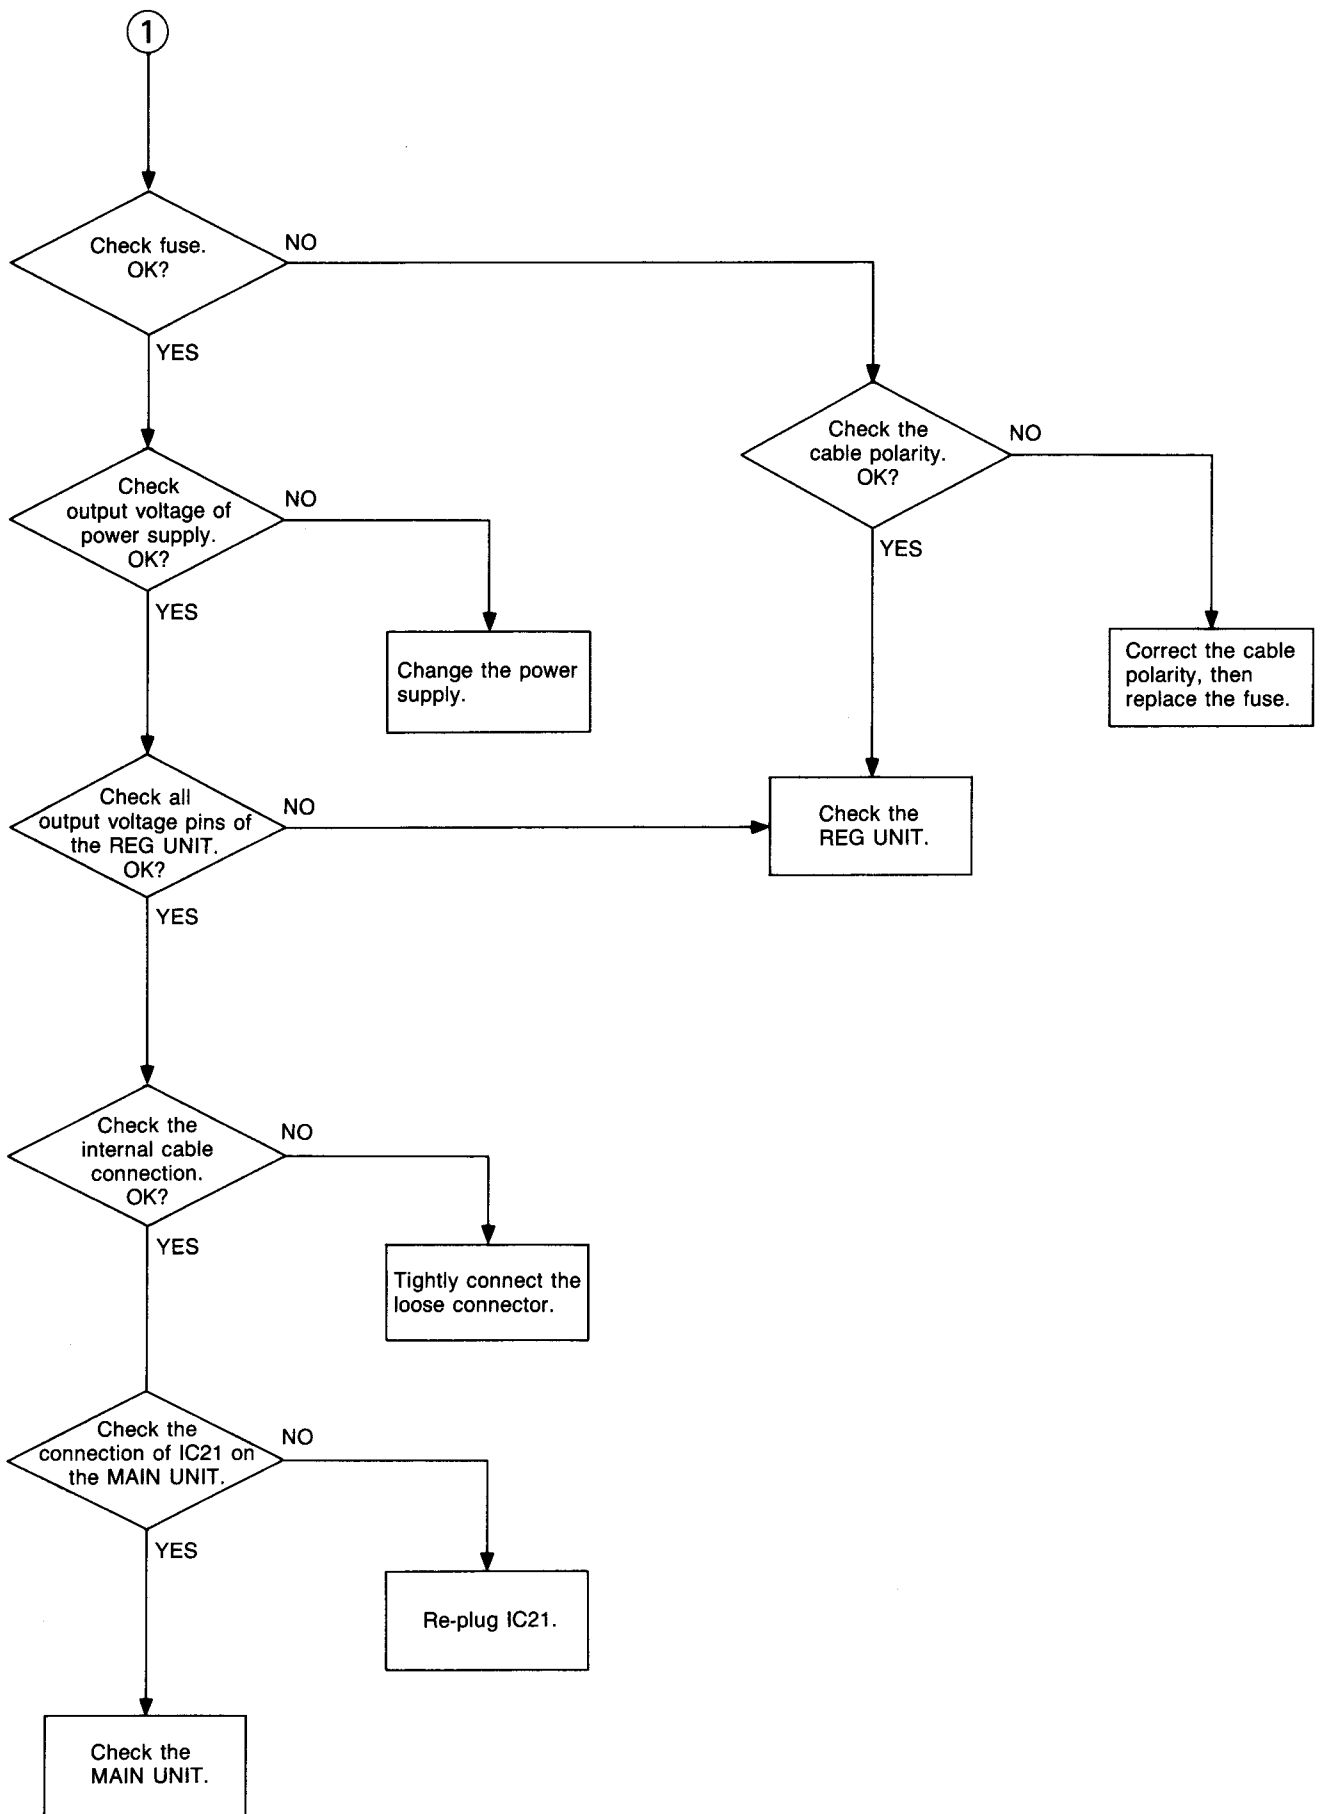 1
Check fuse.
OK?
NO
YES
Check the
cable polarity.
OK?
NO
YES
Check
output voltage of
power supply.
OK?
NO
YES
Change the power
supply.
Correct the cable
polarity, then
replace the fuse.
Check all
output voltage pins of
the REG UNIT.
OK?
NO
YES
Check the
REG UNIT.
Check the
internal cable
connection.
OK?
NO
YES
Tightly connect the
loose connector.
Check the
connection of IC21 on
the MAIN UNIT.
NO
YES
Re-plug IC21.
Check the
MAIN UNIT.